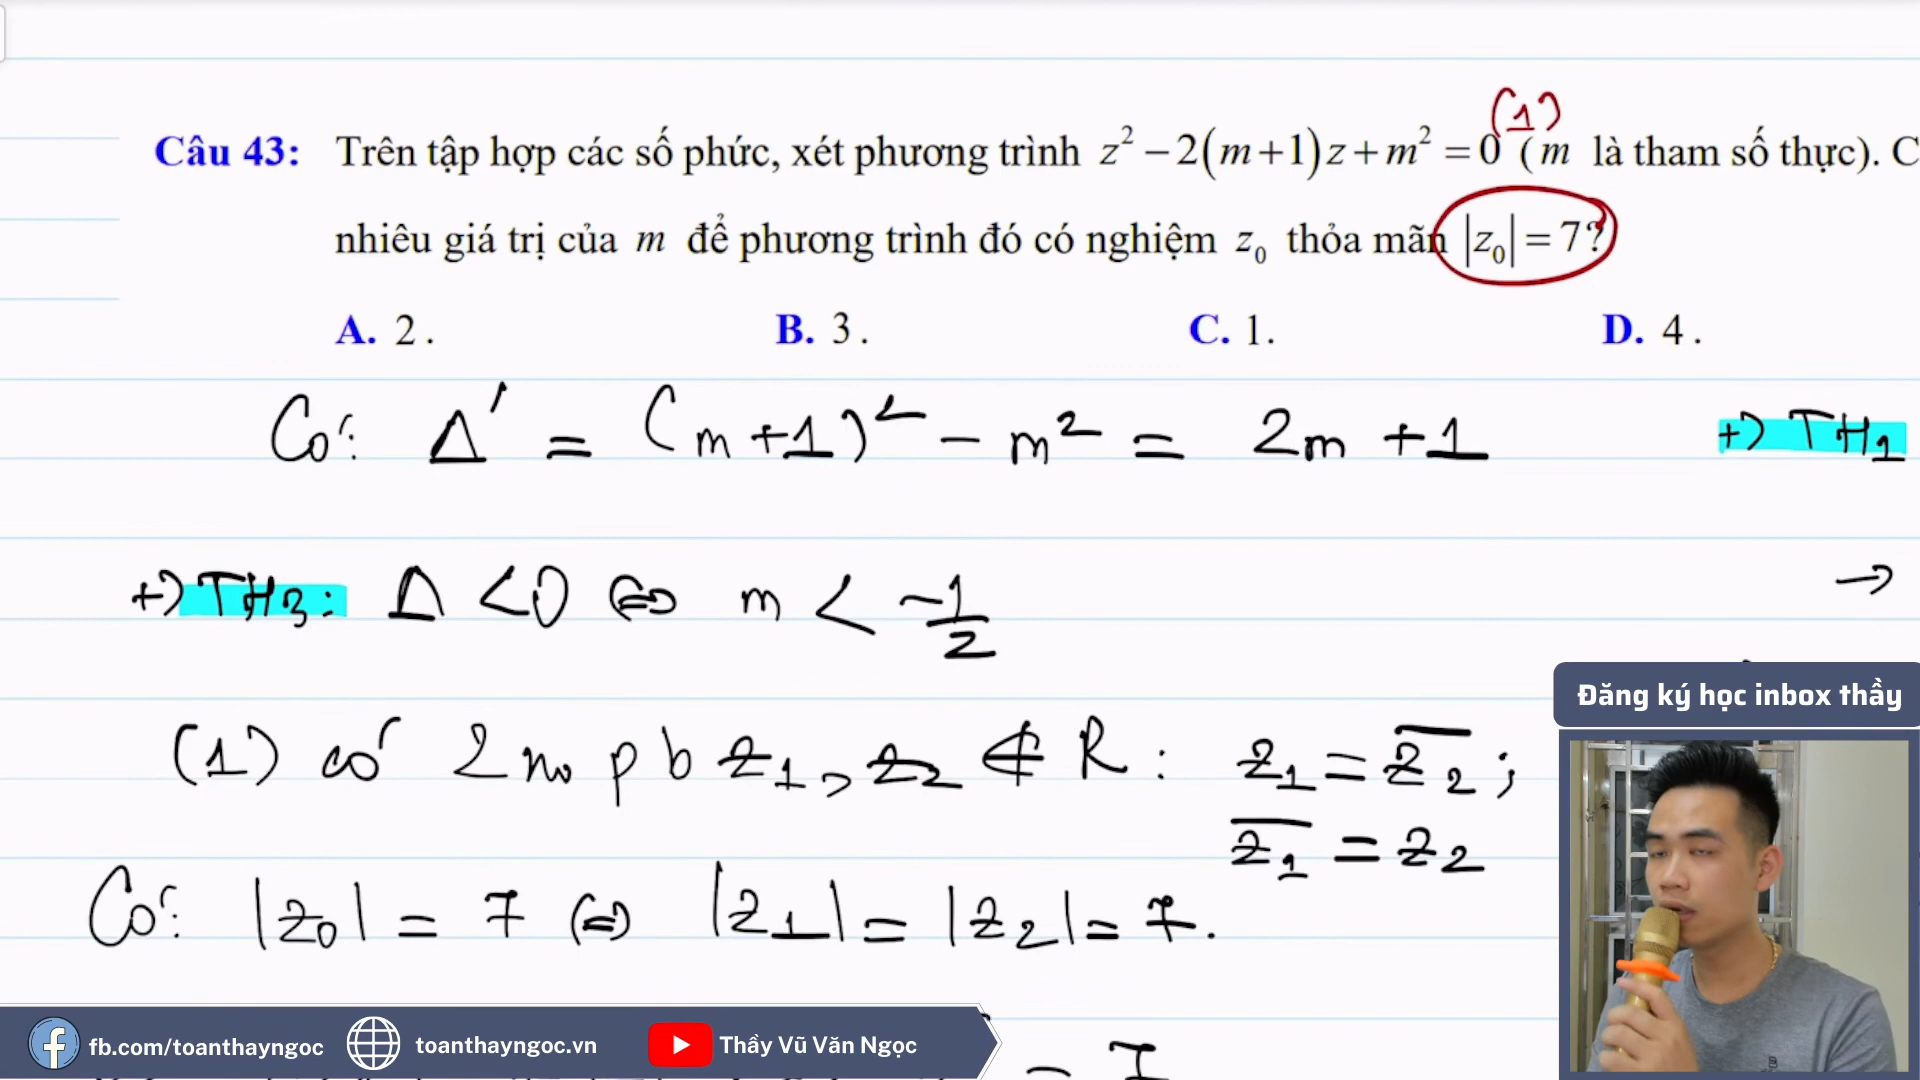 (1)
Câu 43: Trên tập hợp các số phức, xét phương trình z² − 2(m+1)z + m² = 0 (m là tham số thực). C
nhiêu giá trị của m để phương trình đó có nghiệm z₀ thỏa mãn |z₀| = 7?
A. 2. B. 3. C. 1. D. 4.
Có: Δ' = (m+1)² − m² = 2m + 1 +) TH1
+) TH3: Δ < 0 ⇔ m < −1/2 →
(1) có 2 no pb z₁, z₂ ∉ R : z₁ = z̅₂ ;
z̅₁ = z₂
Có: |z₀| = 7 ⇔ |z₁| = |z₂| = 7.
Đăng ký học inbox thầy
fb.com/toanthayngoc toanthayngoc.vn Thầy Vũ Văn Ngọc